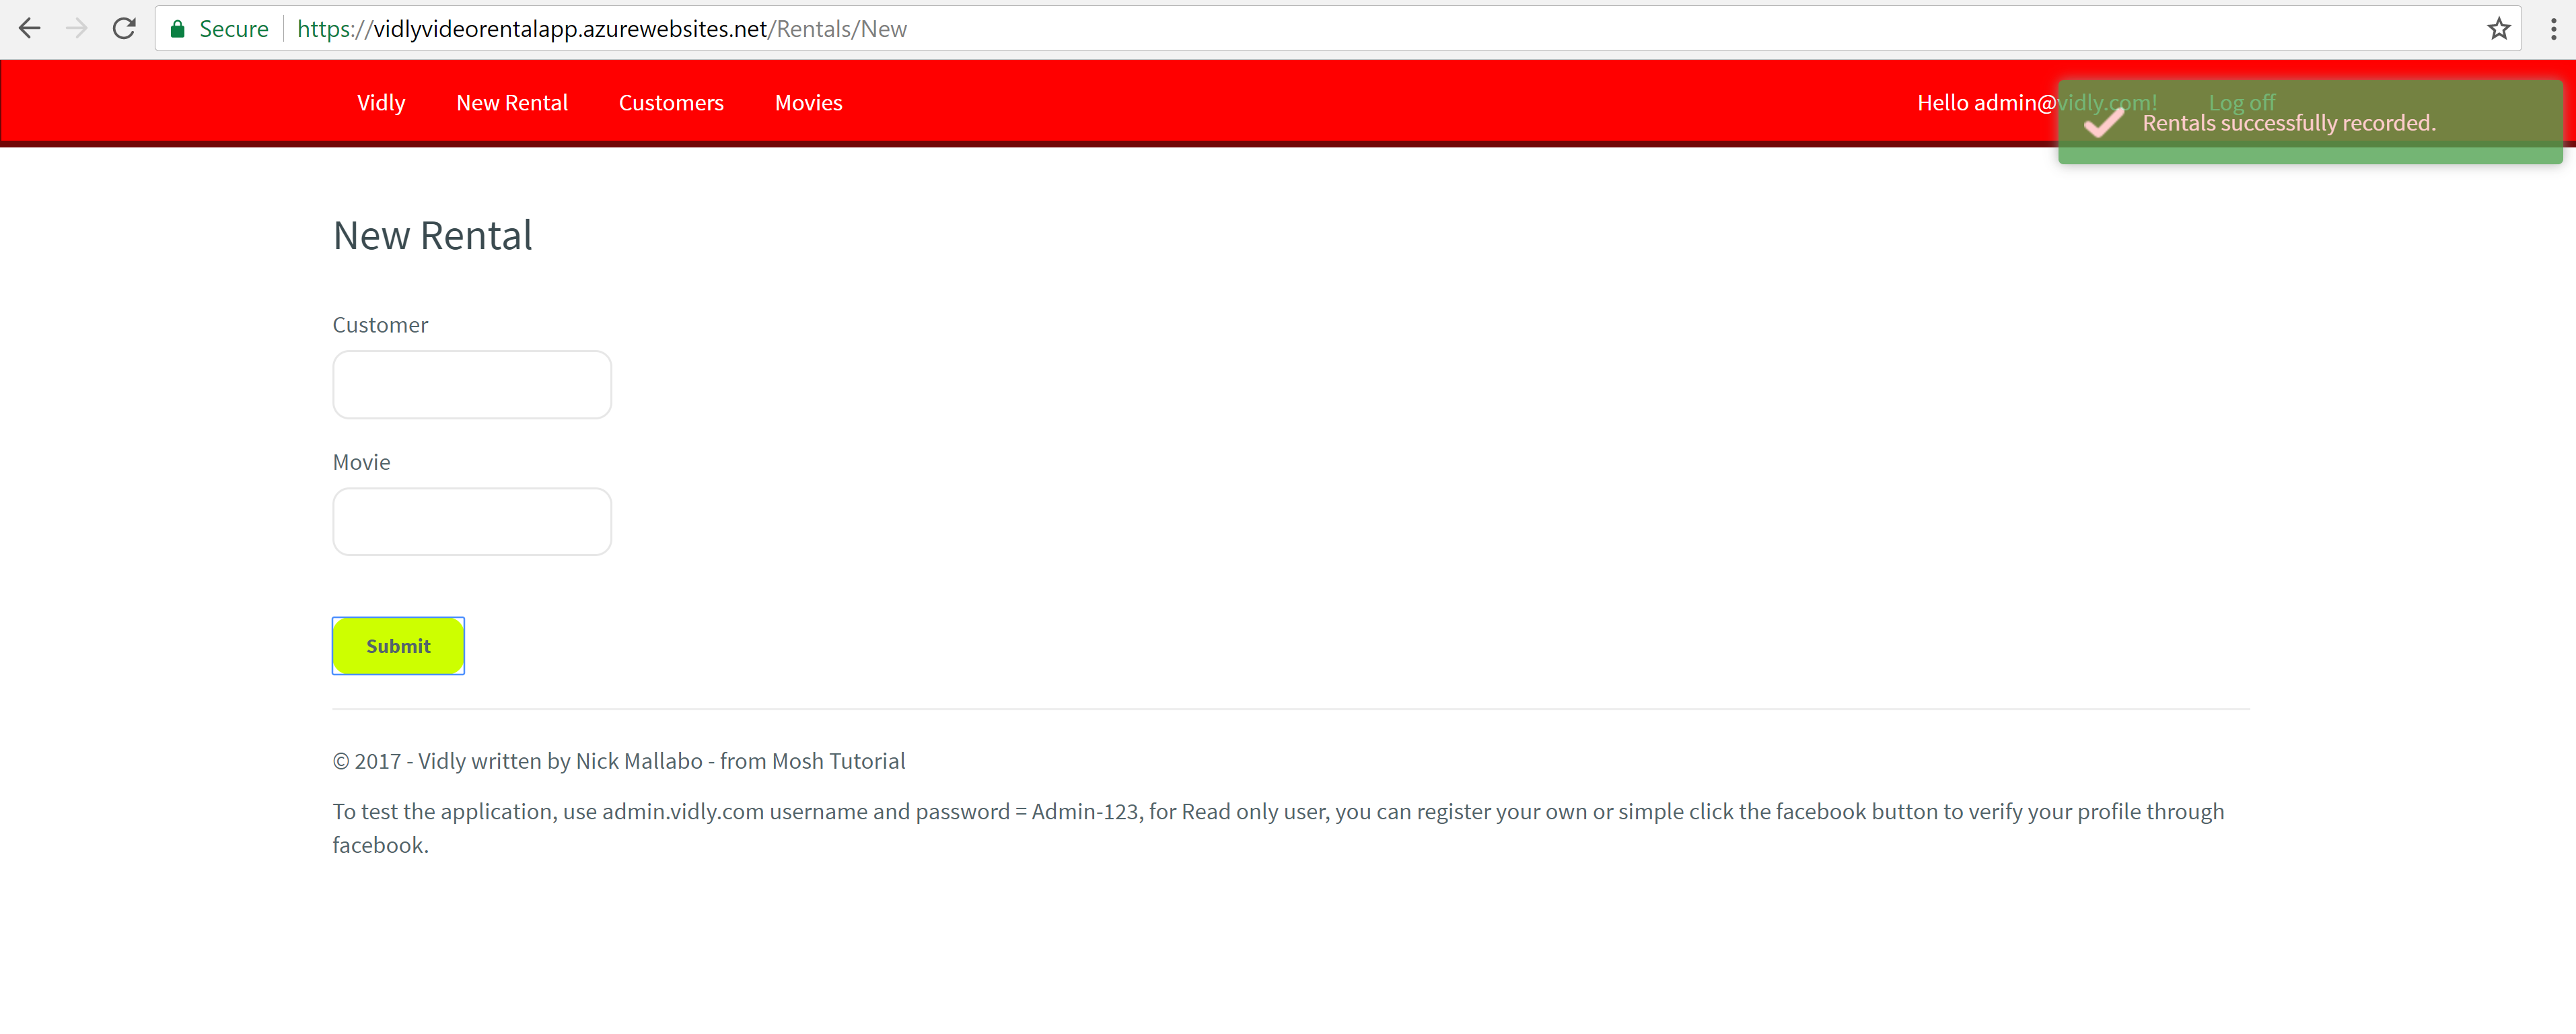 Secure https://vidlyvideorentalapp.azurewebsites.net/Rentals/New
Vidly New Rental Customers Movies Hello admin@vidly.com! Log off
Rentals successfully recorded.
New Rental
Customer
Movie
Submit
© 2017 - Vidly written by Nick Mallabo - from Mosh Tutorial
To test the application, use admin.vidly.com username and password = Admin-123, for Read only user, you can register your own or simple click the facebook button to verify your profile through
facebook.